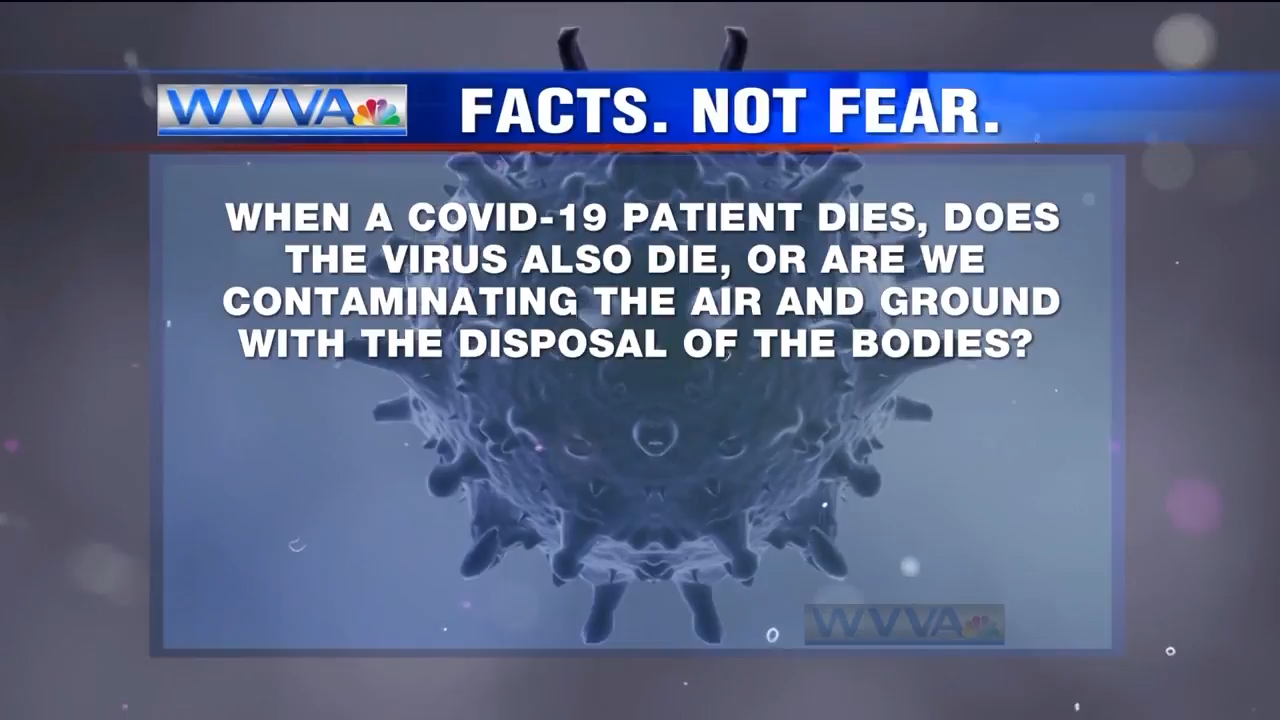 WVVA FACTS. NOT FEAR.
WHEN A COVID-19 PATIENT DIES, DOES
THE VIRUS ALSO DIE, OR ARE WE
CONTAMINATING THE AIR AND GROUND
WITH THE DISPOSAL OF THE BODIES?
WVVA